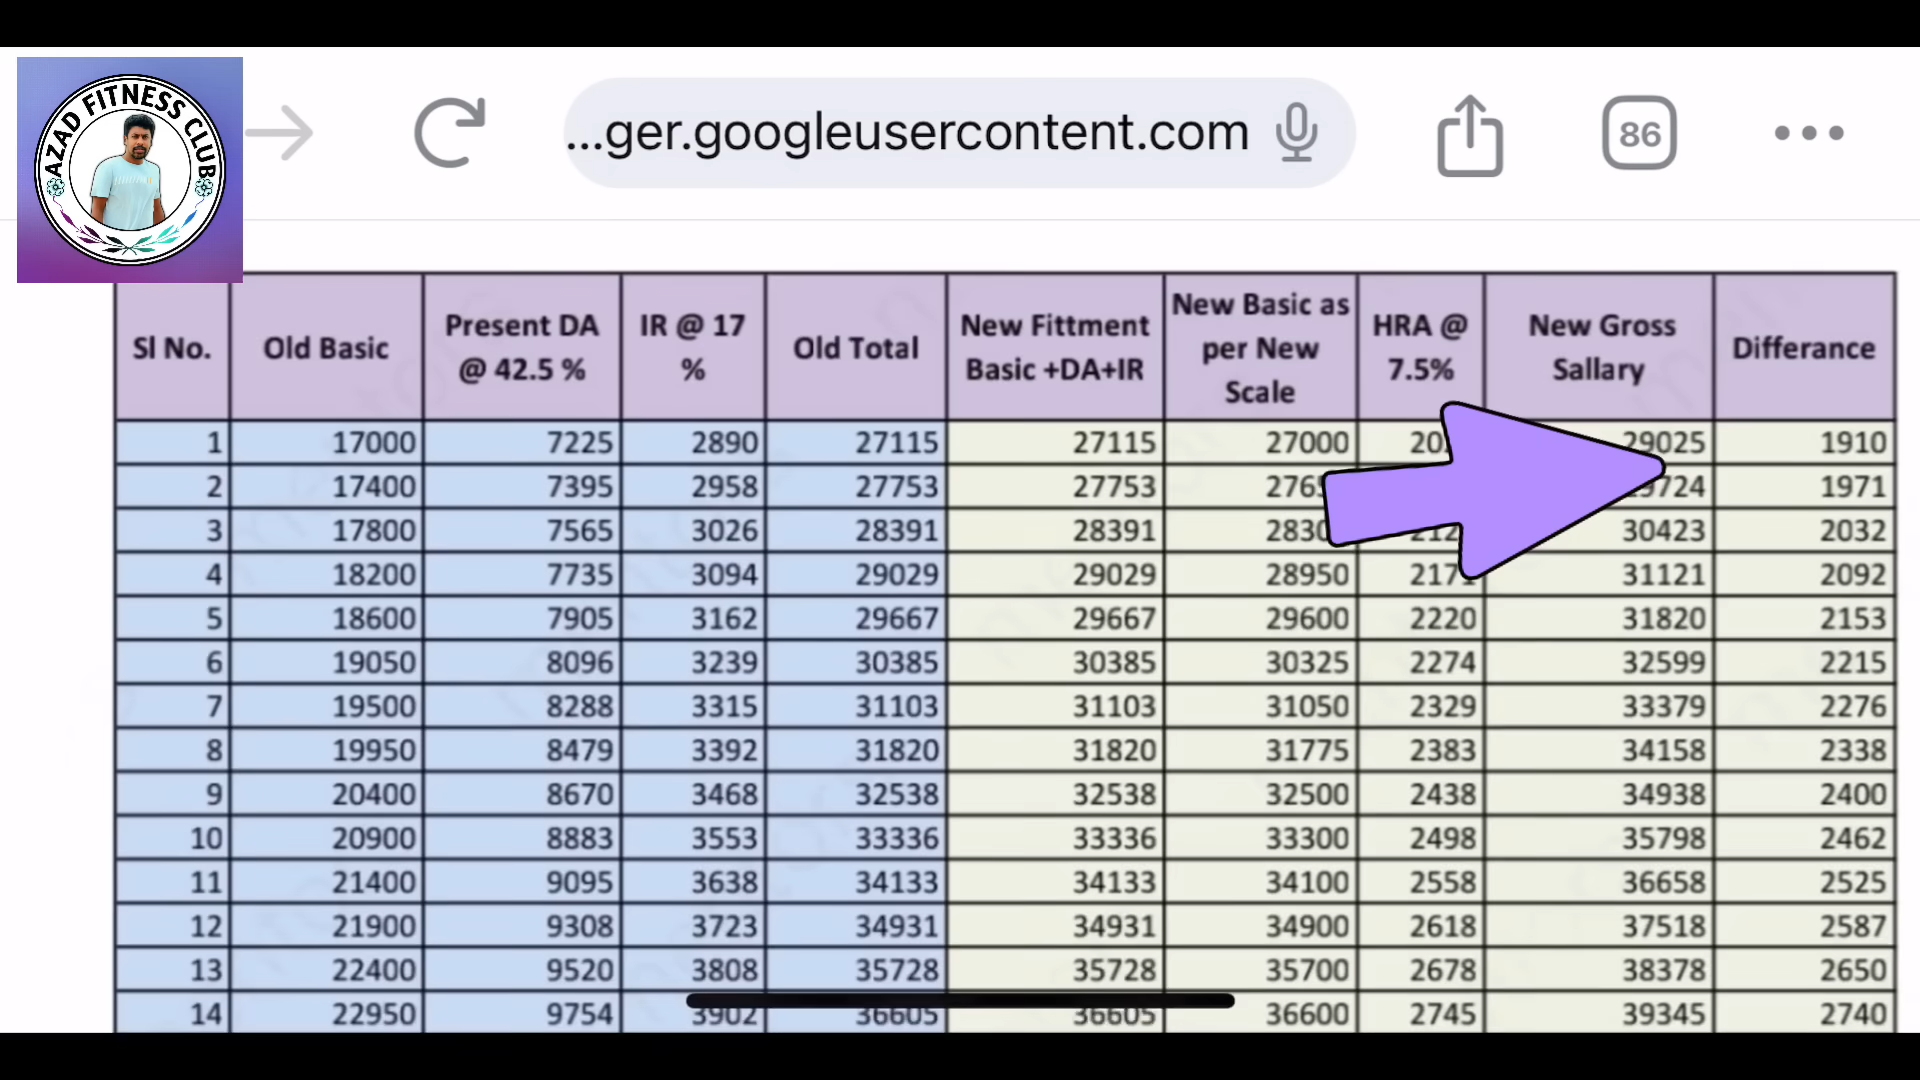 AZAD FITNESS CLUB
...ger.googleusercontent.com
86
Sl No. Old Basic Present DA @ 42.5 % IR @ 17 % Old Total New Fittment Basic +DA+IR New Basic as per New Scale HRA @ 7.5% New Gross Sallary Differance
1 17000 7225 2890 27115 27115 27000 29025 1910
2 17400 7395 2958 27753 27753 1971
3 17800 7565 3026 28391 28391 30423 2032
4 18200 7735 3094 29029 29029 28950 2171 31121 2092
5 18600 7905 3162 29667 29667 29600 2220 31820 2153
6 19050 8096 3239 30385 30385 30325 2274 32599 2215
7 19500 8288 3315 31103 31103 31050 2329 33379 2276
8 19950 8479 3392 31820 31820 31775 2383 34158 2338
9 20400 8670 3468 32538 32538 32500 2438 34938 2400
10 20900 8883 3553 33336 33336 33300 2498 35798 2462
11 21400 9095 3638 34133 34133 34100 2558 36658 2525
12 21900 9308 3723 34931 34931 34900 2618 37518 2587
13 22400 9520 3808 35728 35728 35700 2678 38378 2650
14 22950 9754 3902 36605 36605 36600 2745 39345 2740